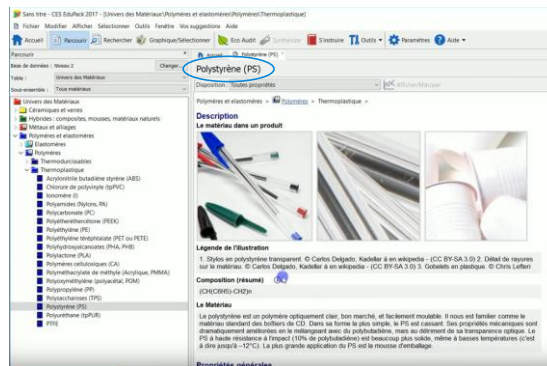 Sans titre - CES EduPack 2017 - [Univers des Matériaux\Polymères et elastomères\Polymères\Thermoplastique]
Fichier Modifier Afficher Sélectionner Outils Fenêtre Vos suggestions Aide
Accueil Parcourir Rechercher Graphique/Sélectionner Eco Audit Synthesizer S'instruire Outils Paramètres Aide
Parcourir
Base de données : Niveau 2 Changer...
Table : Univers des Matériaux
Sous-ensemble : Tous matériaux
Univers des Matériaux
Céramiques et verres
Hybrides: composites, mousses, matériaux naturels
Métaux et alliages
Polymères et elastomères
Elastomères
Polymères
Thermodurcissables
Thermoplastique
Acrylonitrile butadiène styrène (ABS)
Chlorure de polyvinyle (tpPVC)
Ionomère (I)
Polyamides (Nylons, PA)
Polycarbonate (PC)
Polyétheréthercétone (PEEK)
Polyéthylène (PE)
Polyéthylène téréphtalate (PET ou PETE)
Polyhydroxyalcanoates (PHA, PHB)
Polylactone (PLA)
Polymères cellulosiques (CA)
Polyméthacrylate de méthyle (Acrylique, PMMA)
Polyoxyméthylène (polyacétal, POM)
Polypropylène (PP)
Polysaccharoses (TPS)
Polystyrène (PS)
Polyuréthane (tpPUR)
PTFE
Accueil Polystyrène (PS)
Polystyrène (PS)
Disposition : Toutes propriétés Afficher/Masquer
Polymères et elastomères > Polymères > Thermoplastique >
Description
Le matériau dans un produit
Légende de l'illustration
1. Stylos en polystyrène transparent. © Carlos Delgado, Kadellar à en wikipedia - (CC BY-SA 3.0) 2. Détail de rayures
sur le matériau. © Carlos Delgado, Kadellar à en wikipedia - (CC BY-SA 3.0) 3. Gobelets en plastique. © Chris Lefteri
Composition (résumé)
(CH(C6H5)-CH2)n
Le Matériau
Le polystyrène est un polymère optiquement clair, bon marché, et facilement moulable. Il nous est familier comme le
matériau standard des boîtiers de CD. Dans sa forme la plus simple, le PS est cassant. Ses propriétés mécaniques sont
dramatiquement améliorées en le mélangeant avec du polybutadiène, mais au détriment de sa transparence optique. Le
PS à haute résistance à l'impact (10% de polybutadiène) est beaucoup plus solide, même à basses températures (c'est
à dire jusqu'à -12°C). La plus grande application du PS est la mousse d'emballage.
Propriétés générales